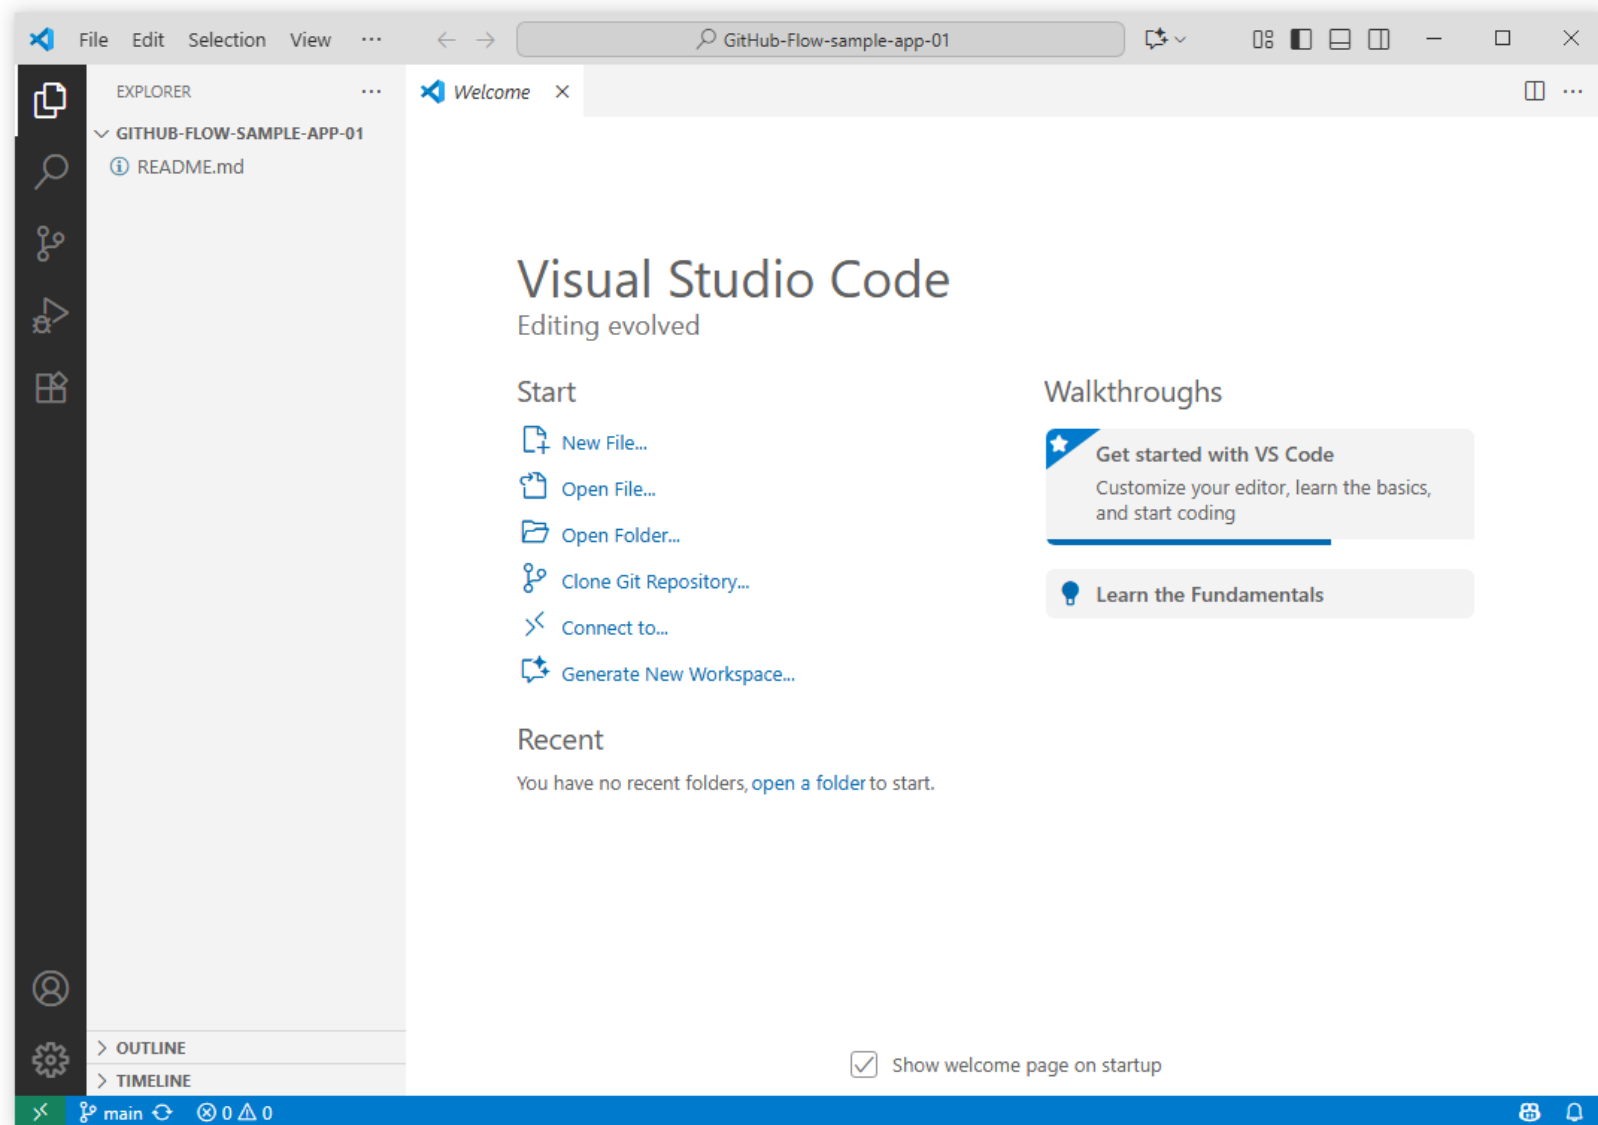 File Edit Selection View ···
GitHub-Flow-sample-app-01
EXPLORER ···
Welcome
GITHUB-FLOW-SAMPLE-APP-01
README.md
Visual Studio Code
Editing evolved
Start
New File...
Open File...
Open Folder...
Clone Git Repository...
Connect to...
Generate New Workspace...
Recent
You have no recent folders, open a folder to start.
Walkthroughs
Get started with VS Code
Customize your editor, learn the basics,
and start coding
Learn the Fundamentals
OUTLINE
TIMELINE
Show welcome page on startup
main 0 0